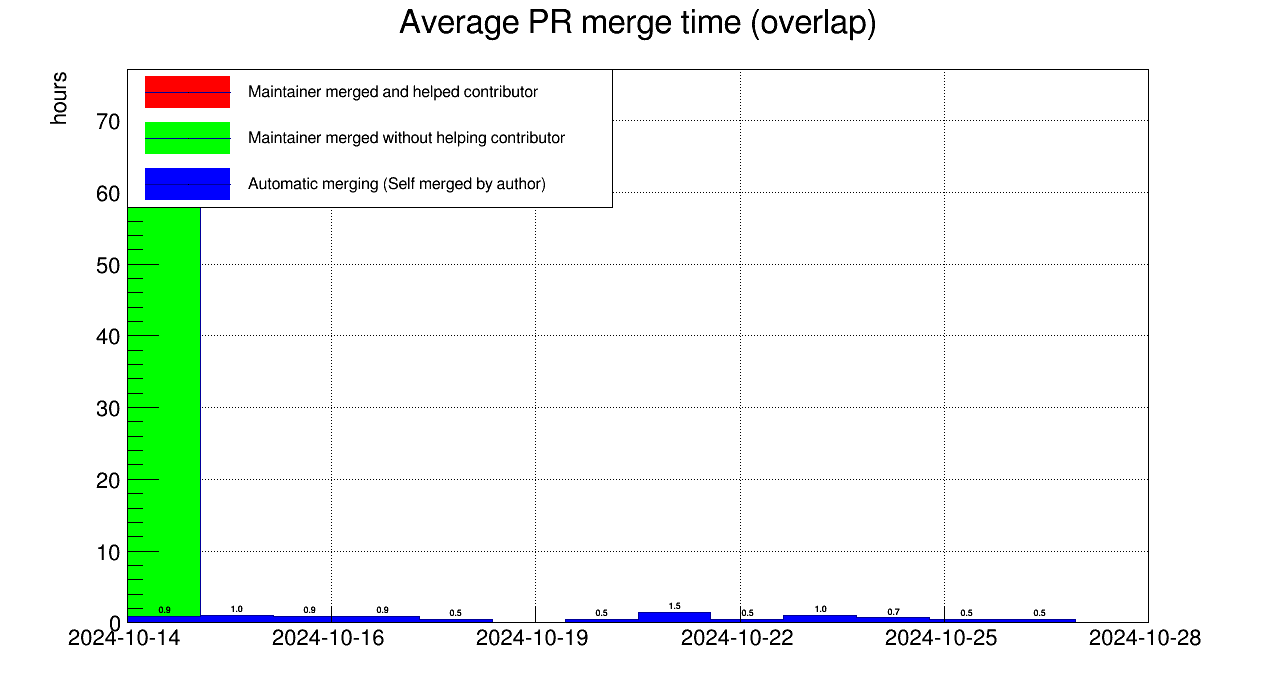 Average PR merge time (overlap)
hours
Maintainer merged and helped contributor
Maintainer merged without helping contributor
Automatic merging (Self merged by author)
70
60
50
40
30
20
10
0
0.9 1.0 0.9 0.9 0.5 0.5 1.5 0.5 1.0 0.7 0.5 0.5
2024-10-14 2024-10-16 2024-10-19 2024-10-22 2024-10-25 2024-10-28